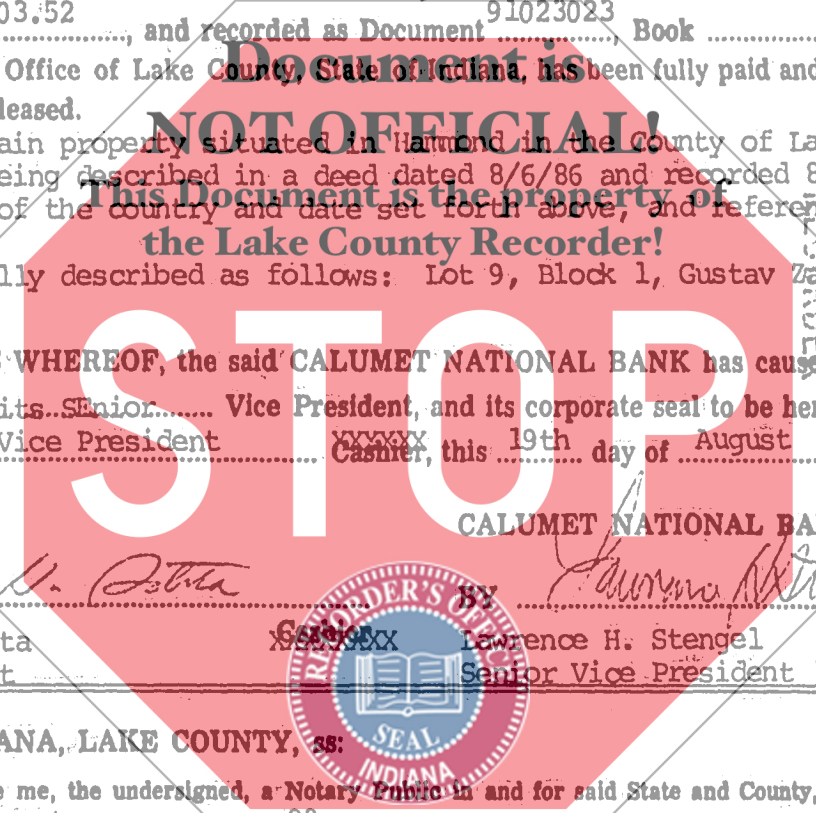 03.52
and recorded as Document 91023023, Book
Document is
Office of Lake County, State of Indiana, has been fully paid and
leased.
NOT OFFICIAL!
ain property situated in Hammond in the County of La
eing described in a deed dated 8/6/86 and recorded 8
This Document is the property of
of the country and date set forth above, and referen
the Lake County Recorder!
lly described as follows: Lot 9, Block 1, Gustav Za
STOP
WHEREOF, the said CALUMET NATIONAL BANK has cause
its SEnior Vice President, and its corporate seal to be her
Vice President XXXXXX Cashier, this 19th day of August
CALUMET NATIONAL BA
BY
ta XXXXXXXX Cashier Lawrence H. Stengel
t Senior Vice President
RECORDER'S OFFICE
SEAL
INDIANA
ANA, LAKE COUNTY, ss:
e me, the undersigned, a Notary Public in and for said State and County,